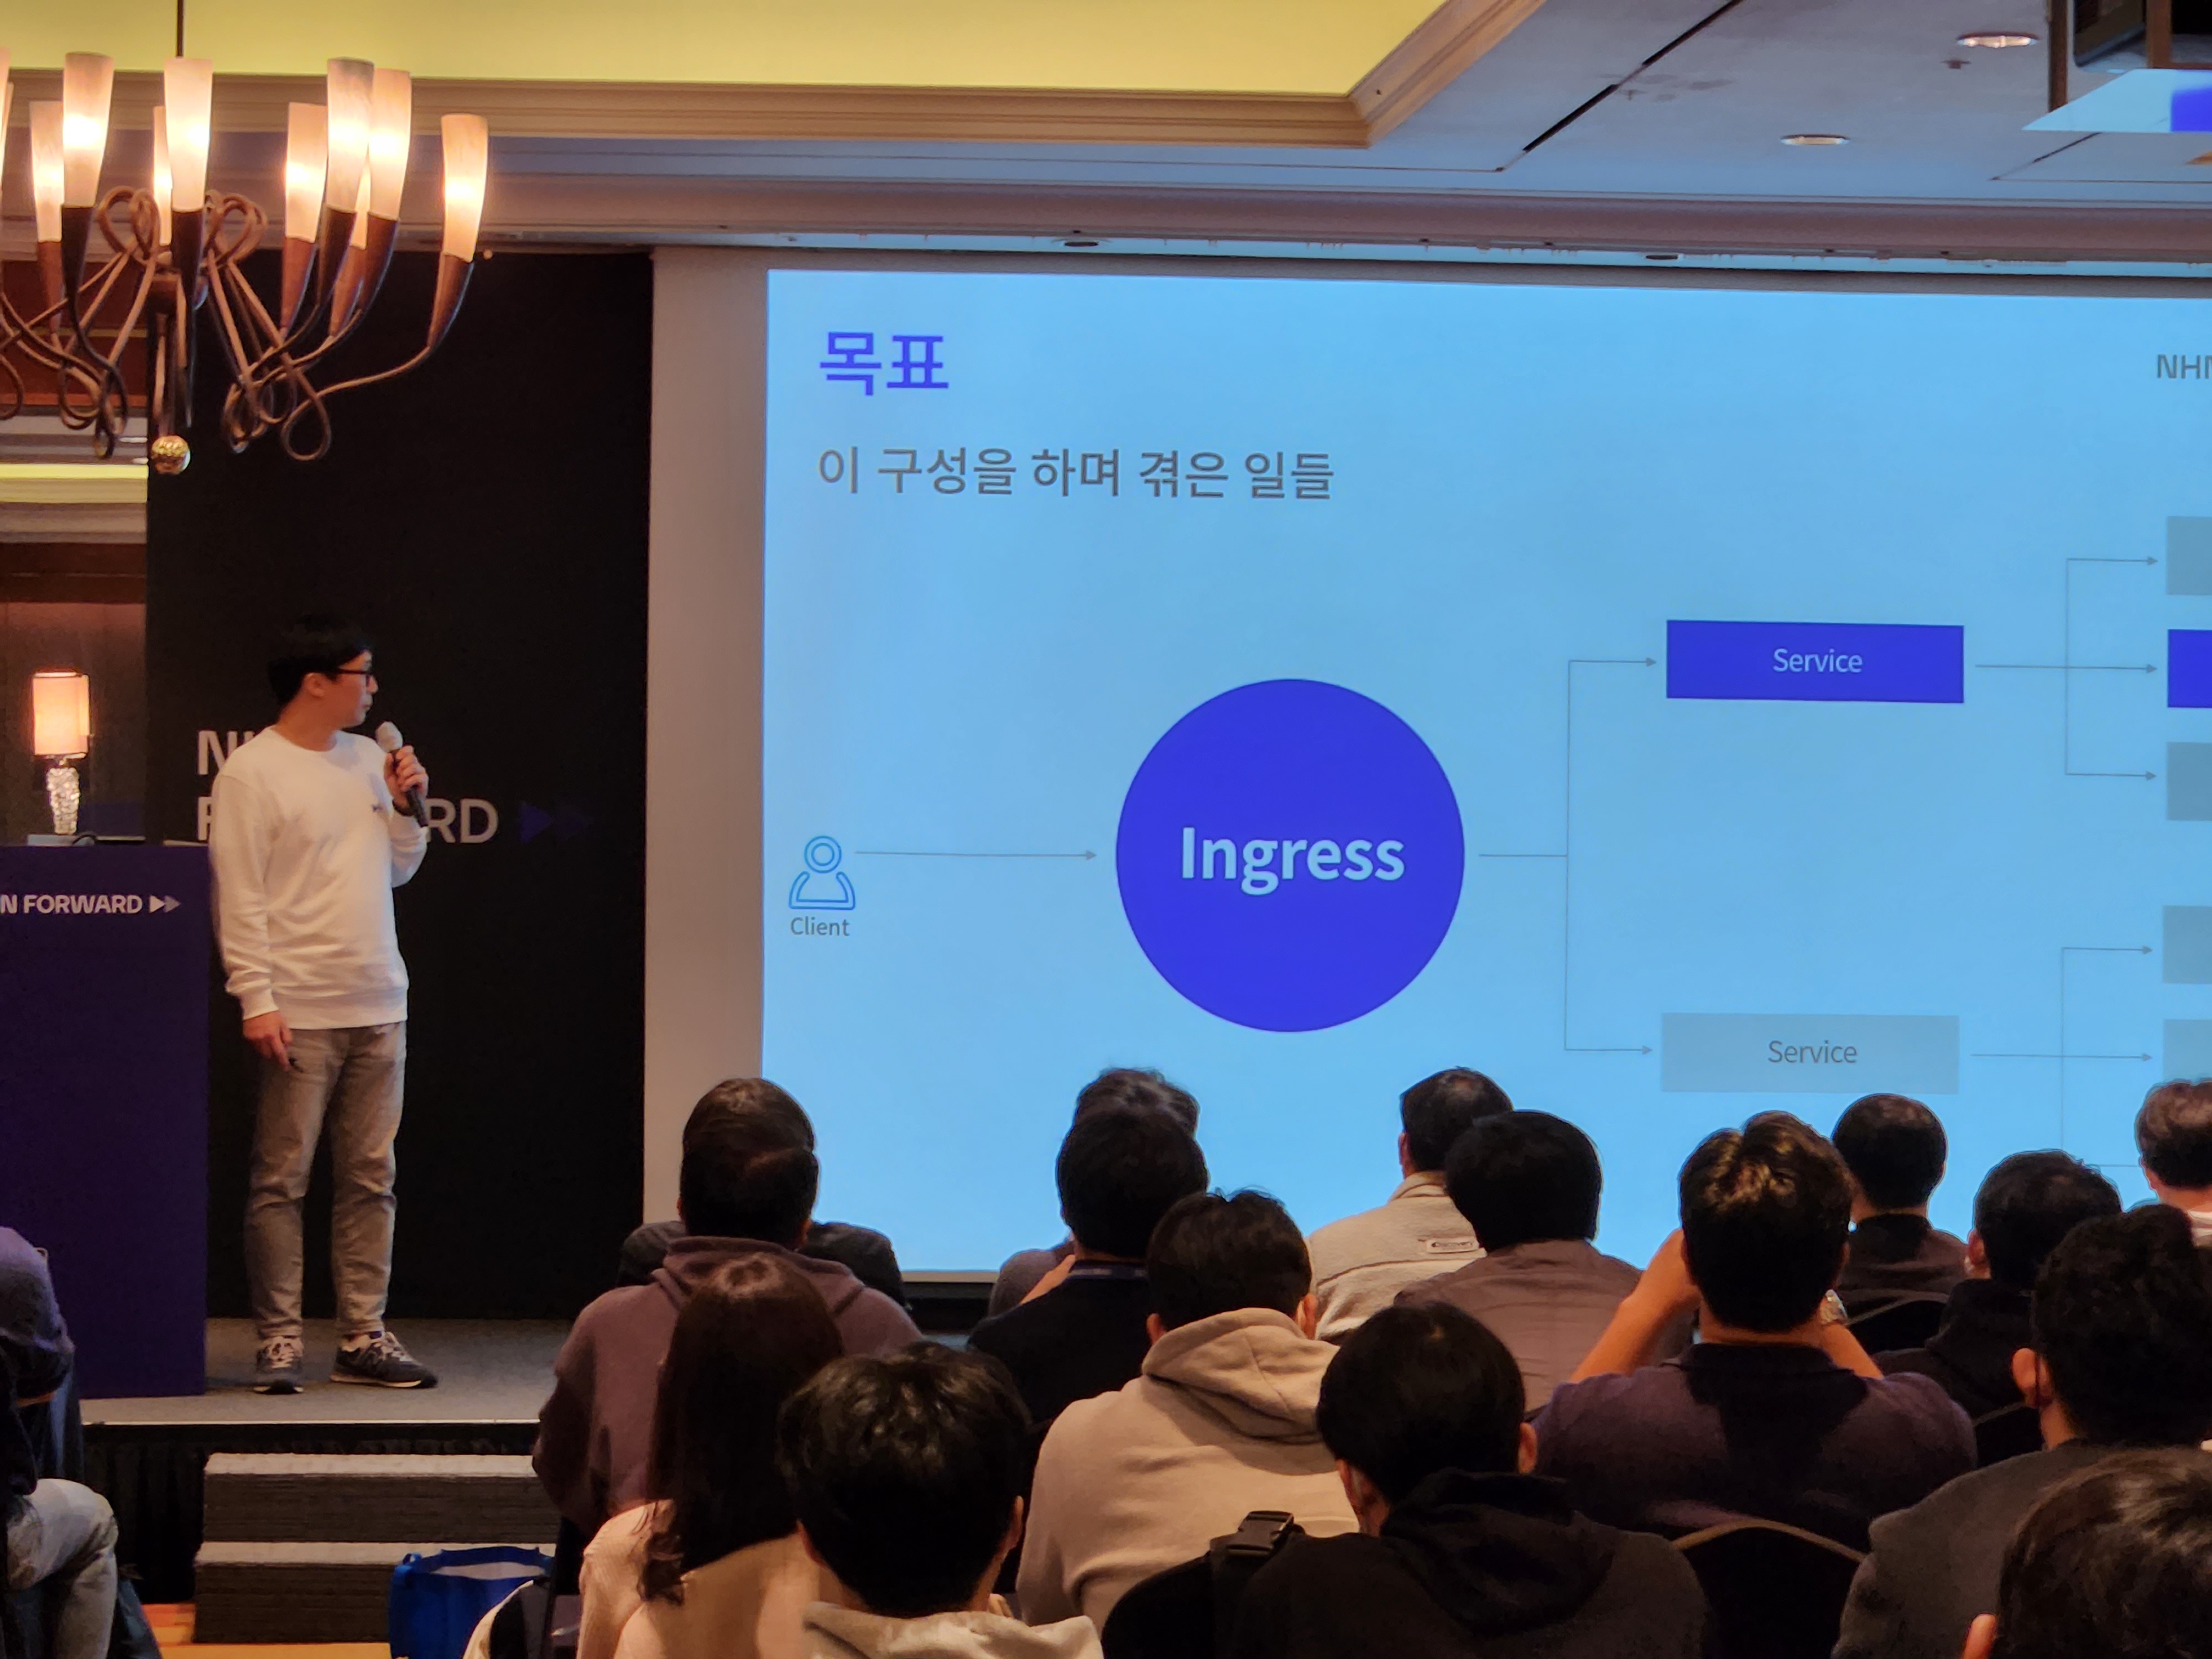 목표
NHN
이 구성을 하며 겪은 일들
Service
Ingress
Client
Service
RD
N FORWARD